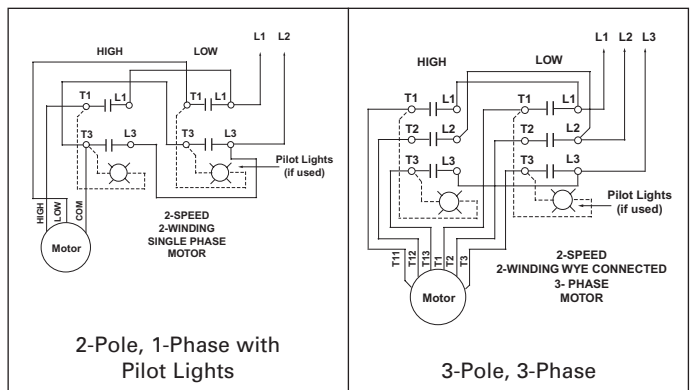 L1 L2
HIGH LOW
T1 L1 T1 L1
T3 L3 T3 L3
Pilot Lights
(if used)
HIGH
LOW
COM
Motor
2-SPEED
2-WINDING
SINGLE PHASE
MOTOR
2-Pole, 1-Phase with
Pilot Lights
L1 L2 L3
HIGH LOW
T1 L1 T1 L1
T2 L2 T2 L2
T3 L3 T3 L3
Pilot Lights
(if used)
T11
T12
T13
T1
T2
T3
Motor
2-SPEED
2-WINDING WYE CONNECTED
3- PHASE
MOTOR
3-Pole, 3-Phase